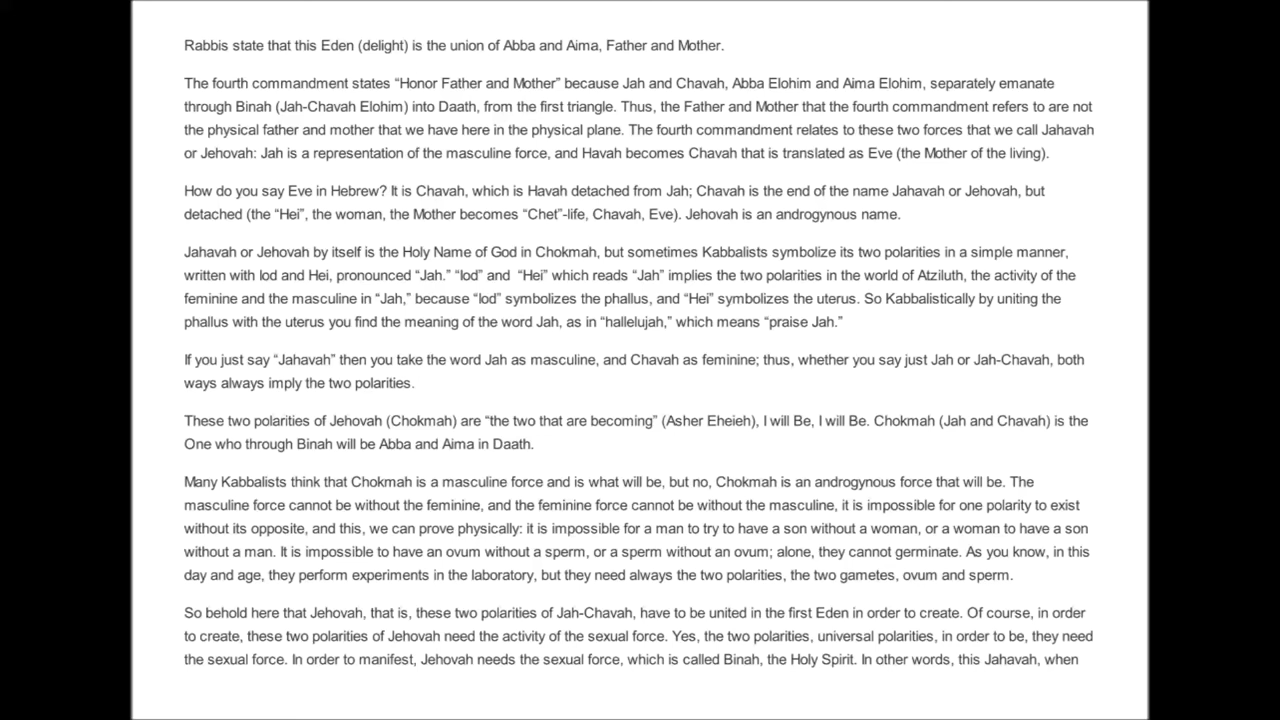 Rabbis state that this Eden (delight) is the union of Abba and Aima, Father and Mother.
The fourth commandment states “Honor Father and Mother” because Jah and Chavah, Abba Elohim and Aima Elohim, separately emanate
through Binah (Jah-Chavah Elohim) into Daath, from the first triangle. Thus, the Father and Mother that the fourth commandment refers to are not
the physical father and mother that we have here in the physical plane. The fourth commandment relates to these two forces that we call Jahavah
or Jehovah: Jah is a representation of the masculine force, and Havah becomes Chavah that is translated as Eve (the Mother of the living).
How do you say Eve in Hebrew? It is Chavah, which is Havah detached from Jah; Chavah is the end of the name Jahavah or Jehovah, but
detached (the “Hei”, the woman, the Mother becomes “Chet”-life, Chavah, Eve). Jehovah is an androgynous name.
Jahavah or Jehovah by itself is the Holy Name of God in Chokmah, but sometimes Kabbalists symbolize its two polarities in a simple manner,
written with Iod and Hei, pronounced “Jah.” “Iod” and  “Hei” which reads “Jah” implies the two polarities in the world of Atziluth, the activity of the
feminine and the masculine in “Jah,” because “Iod” symbolizes the phallus, and “Hei” symbolizes the uterus. So Kabbalistically by uniting the
phallus with the uterus you find the meaning of the word Jah, as in “hallelujah,” which means “praise Jah.”
If you just say “Jahavah” then you take the word Jah as masculine, and Chavah as feminine; thus, whether you say just Jah or Jah-Chavah, both
ways always imply the two polarities.
These two polarities of Jehovah (Chokmah) are “the two that are becoming” (Asher Eheieh), I will Be, I will Be. Chokmah (Jah and Chavah) is the
One who through Binah will be Abba and Aima in Daath.
Many Kabbalists think that Chokmah is a masculine force and is what will be, but no, Chokmah is an androgynous force that will be. The
masculine force cannot be without the feminine, and the feminine force cannot be without the masculine, it is impossible for one polarity to exist
without its opposite, and this, we can prove physically: it is impossible for a man to try to have a son without a woman, or a woman to have a son
without a man. It is impossible to have an ovum without a sperm, or a sperm without an ovum; alone, they cannot germinate. As you know, in this
day and age, they perform experiments in the laboratory, but they need always the two polarities, the two gametes, ovum and sperm.
So behold here that Jehovah, that is, these two polarities of Jah-Chavah, have to be united in the first Eden in order to create. Of course, in order
to create, these two polarities of Jehovah need the activity of the sexual force. Yes, the two polarities, universal polarities, in order to be, they need
the sexual force. In order to manifest, Jehovah needs the sexual force, which is called Binah, the Holy Spirit. In other words, this Jahavah, when